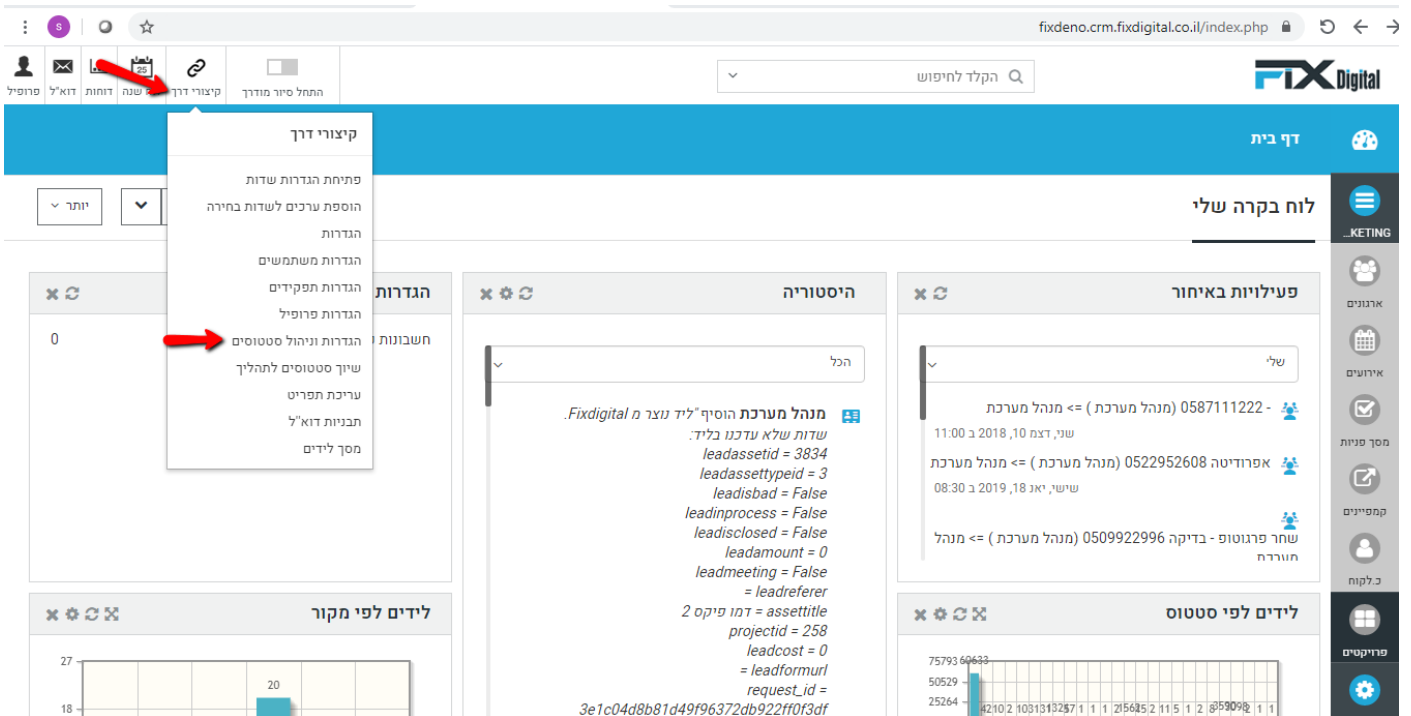 fixdeno.crm.fixdigital.co.il/index.php
S
FIX Digital
הקלד לחיפוש
התחל סיור מודרך
קיצורי דרך
25
שנה
דוחות
דוא"ל
פרופיל
דף בית
לוח בקרה שלי
יותר
קיצורי דרך
פתיחת הגדרות שדות
הוספת ערכים לשדות בחירה
הגדרות
הגדרות משתמשים
הגדרות תפקידים
הגדרות פרופיל
הגדרות וניהול סטטוסים
שיוך סטטוסים לתהליך
עריכת תפריט
תבניות דוא"ל
מסך לידים
KETING...
ארגונים
אירועים
מסך פניות
קמפיינים
כ.לקוח
פרויקטים
פעילויות באיחור
שלי
- 0587111222 (מנהל מערכת ) => מנהל מערכת
שני, דצמ 10, 2018 ב 11:00
אפרודיטה 0522952608 (מנהל מערכת ) => מנהל מערכת
שישי, יאנ 18, 2019 ב 08:30
שחר פרגוטופ - בדיקה 0509922996 (מנהל מערכת ) => מנהל
מערכת
היסטוריה
הכל
מנהל מערכת הוסיף "ליד נוצר מ Fixdigital.
שדות שלא עדכנו בליד:
leadassetid = 3834
leadassettypeid = 3
leadisbad = False
leadinprocess = False
leadisclosed = False
leadamount = 0
leadmeeting = False
= leadreferer
assettitle = דמו פיקס 2
projectid = 258
leadcost = 0
= leadformurl
request_id =
3e1c04d8b81d49f96372db922ff0f3df
הגדרות
חשבונות
0
לידים לפי סטטוס
75793
50529
25264
60633
לידים לפי מקור
27
18
20